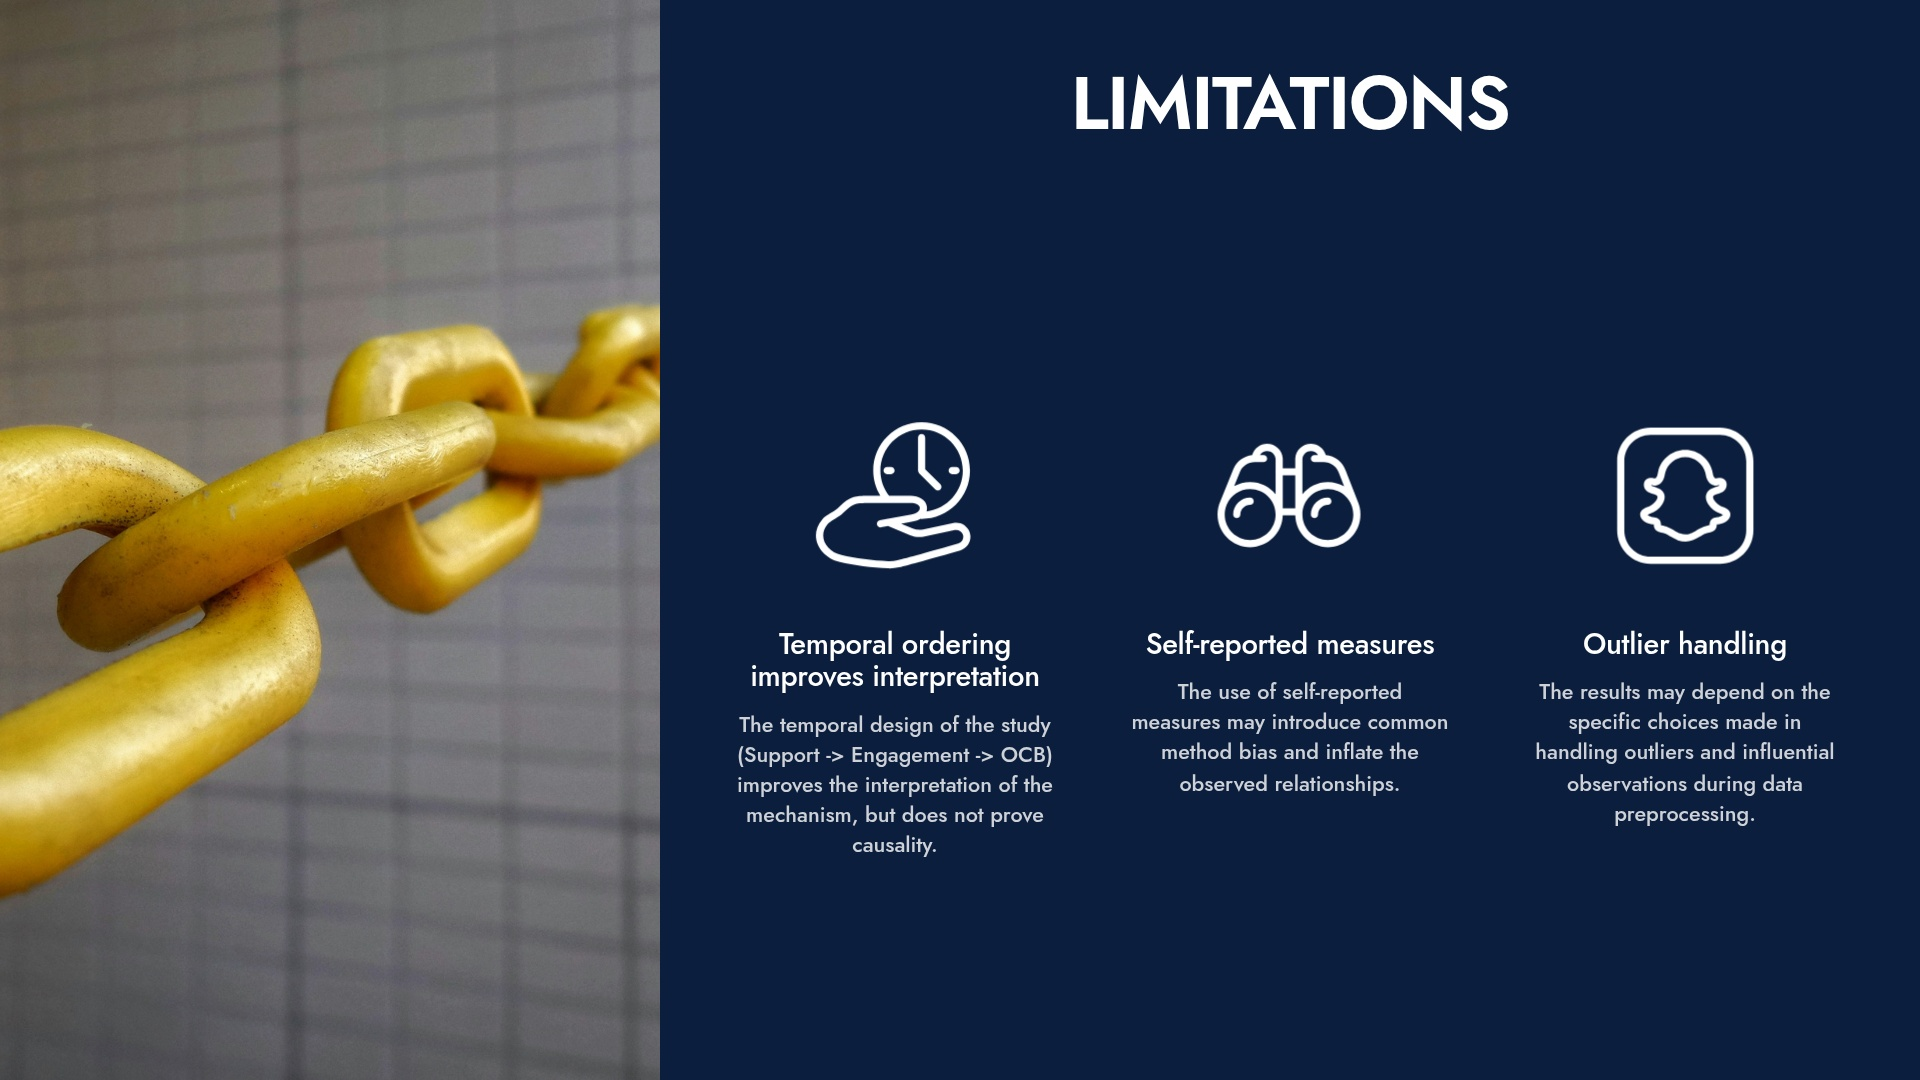 LIMITATIONS
Temporal ordering
improves interpretation
The temporal design of the study
(Support -> Engagement -> OCB)
improves the interpretation of the
mechanism, but does not prove
causality.
Self-reported measures
The use of self-reported
measures may introduce common
method bias and inflate the
observed relationships.
Outlier handling
The results may depend on the
specific choices made in
handling outliers and influential
observations during data
preprocessing.